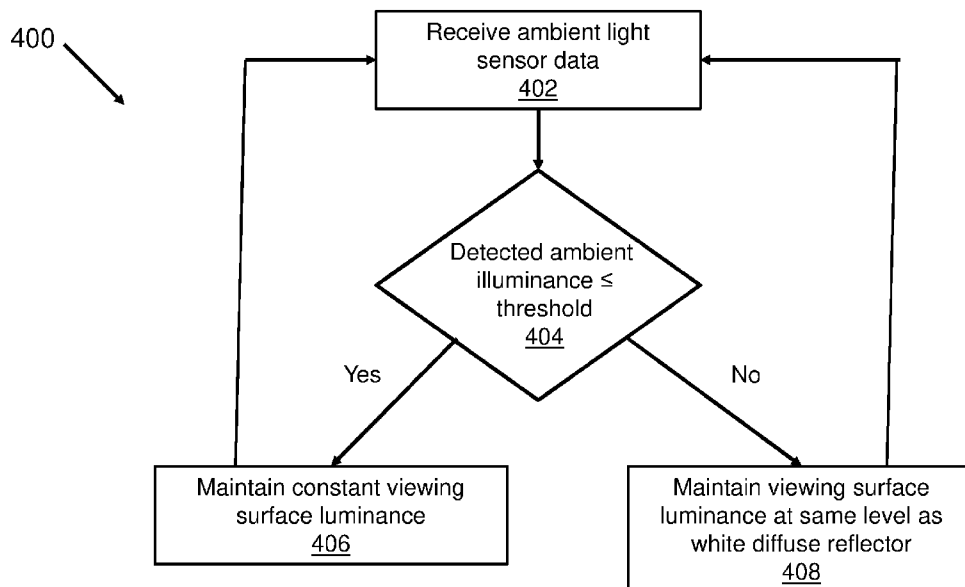 400
Receive ambient light
sensor data
402
Detected ambient
illuminance ≤
threshold
404
Yes
No
Maintain constant viewing
surface luminance
406
Maintain viewing surface
luminance at same level as
white diffuse reflector
408